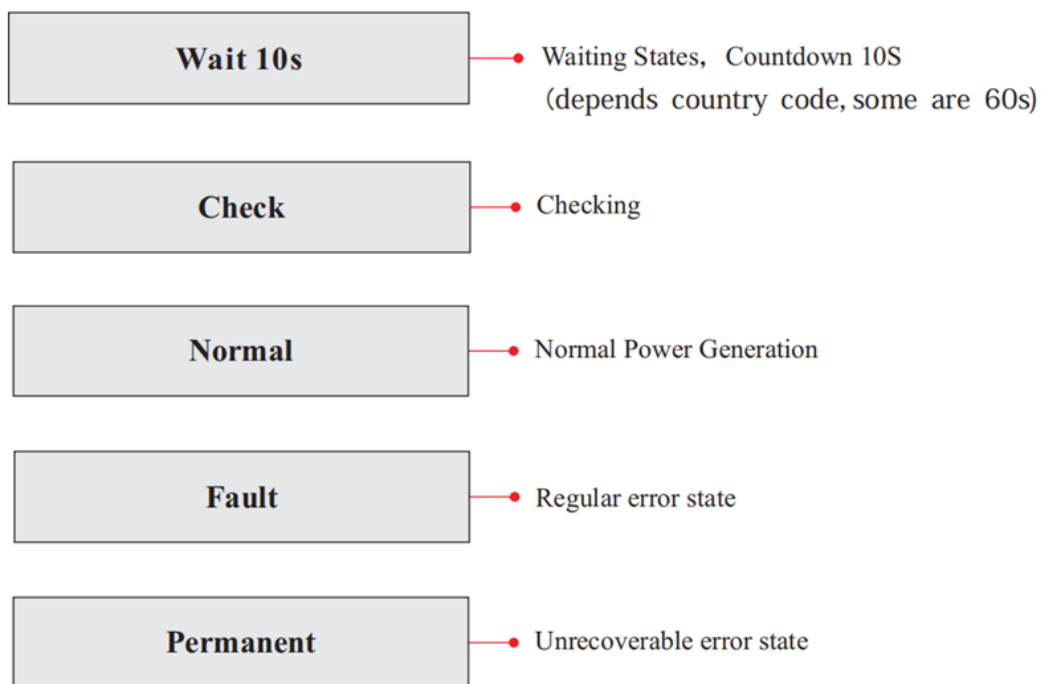 Wait 10s
Waiting States, Countdown 10S
(depends country code, some are 60s)
Check
Checking
Normal
Normal Power Generation
Fault
Regular error state
Permanent
Unrecoverable error state